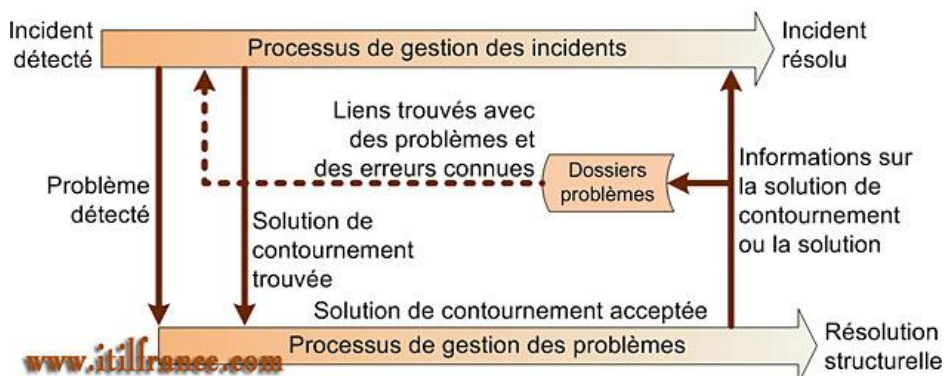 Incident
détecté
Processus de gestion des incidents
Incident
résolu
Liens trouvés avec
des problèmes et
des erreurs connues
Dossiers
problèmes
Informations sur
la solution de
contournement
ou la solution
Problème
détecté
Solution de
contournement
trouvée
Solution de contournement acceptée
Processus de gestion des problèmes
Résolution
structurelle
www.itilfrance.com